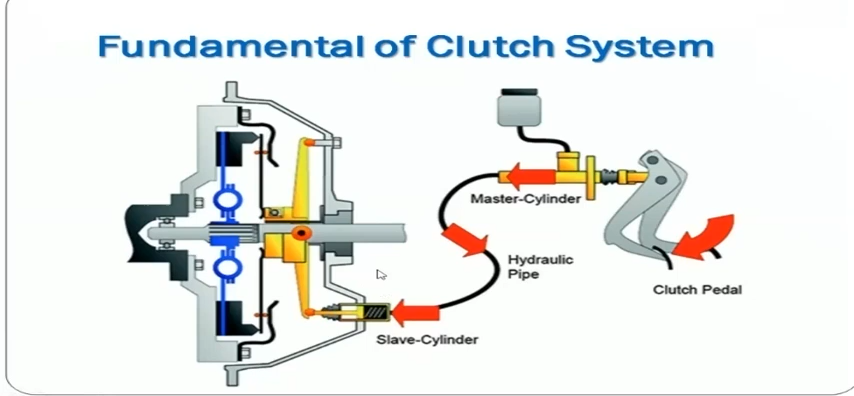 Fundamental of Clutch System
Master-Cylinder
Hydraulic
Pipe
Clutch Pedal
Slave-Cylinder